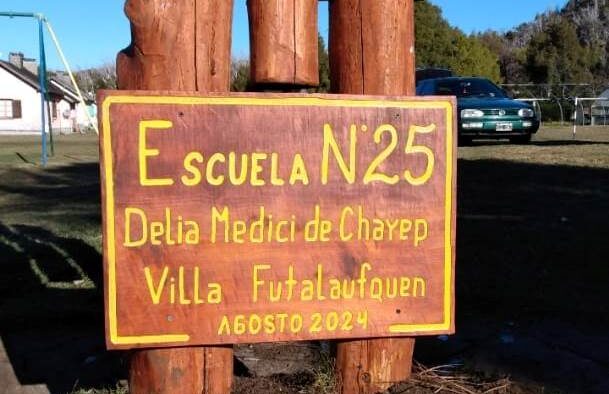 ESCUELA N°25
Delia Medici de Chayep
Villa Futalaufquen
AGOSTO 2024